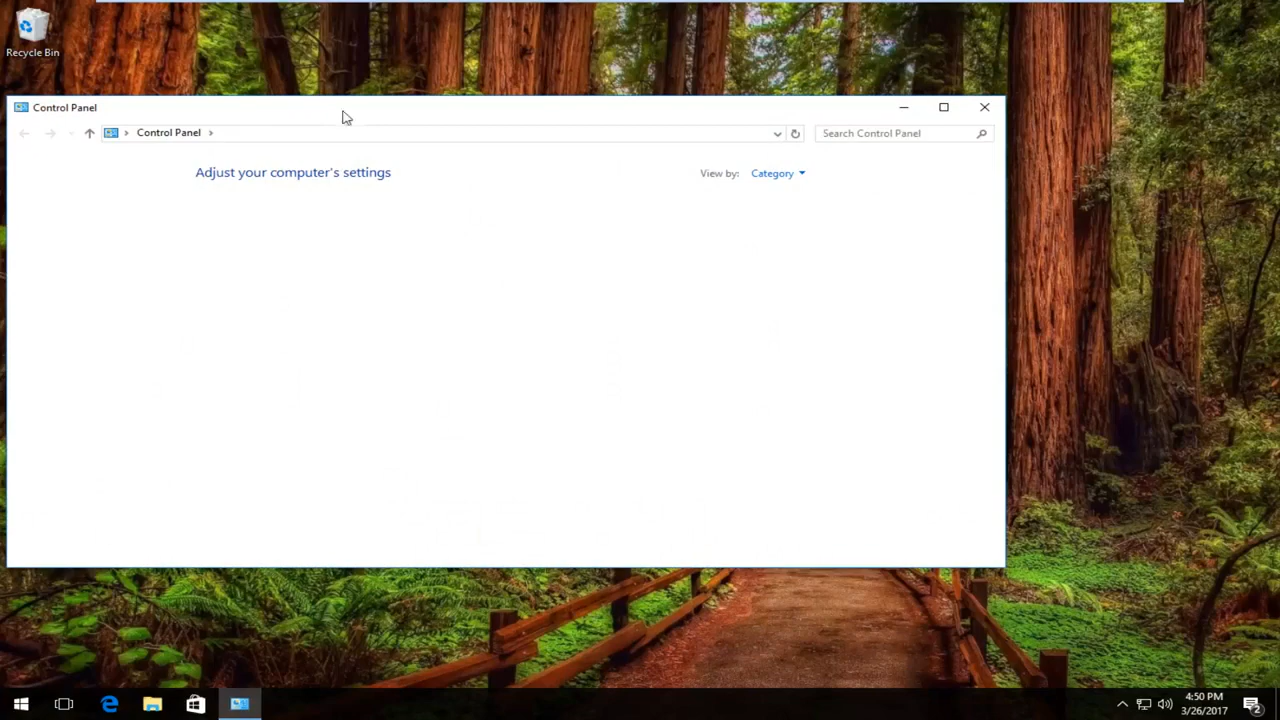 Recycle Bin
Control Panel
Control Panel
Search Control Panel
Adjust your computer's settings
View by: Category
4:50 PM
3/26/2017
2